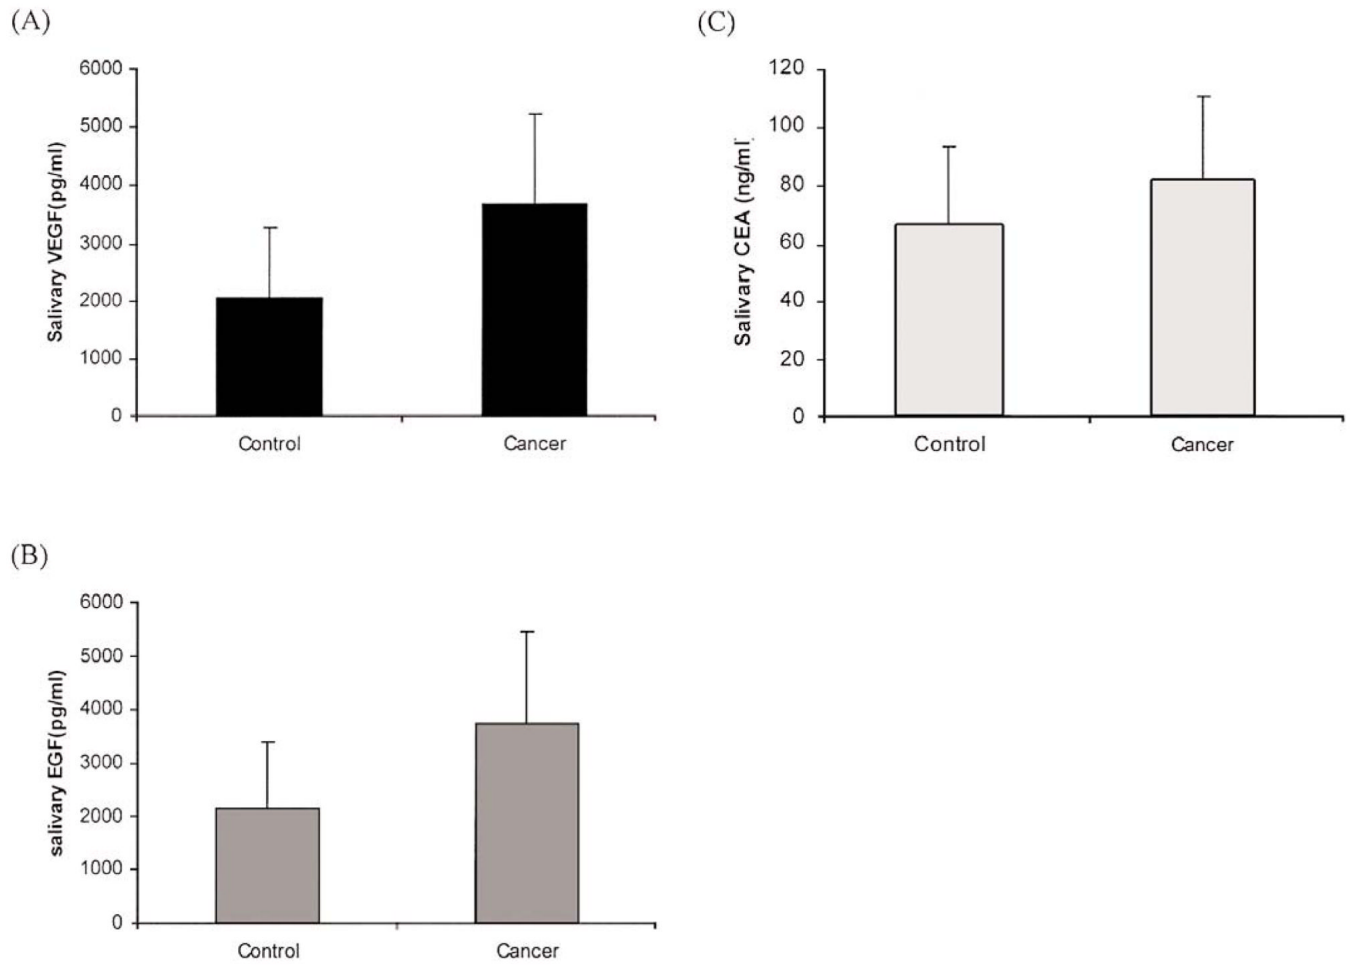 (A)
6000
5000
4000
3000
2000
1000
0
Salivary VEGF(pg/ml)
Control Cancer
(C)
120
100
80
60
40
20
0
Salivary CEA (ng/ml
Control Cancer
(B)
6000
5000
4000
3000
2000
1000
0
salivary EGF(pg/ml)
Control Cancer